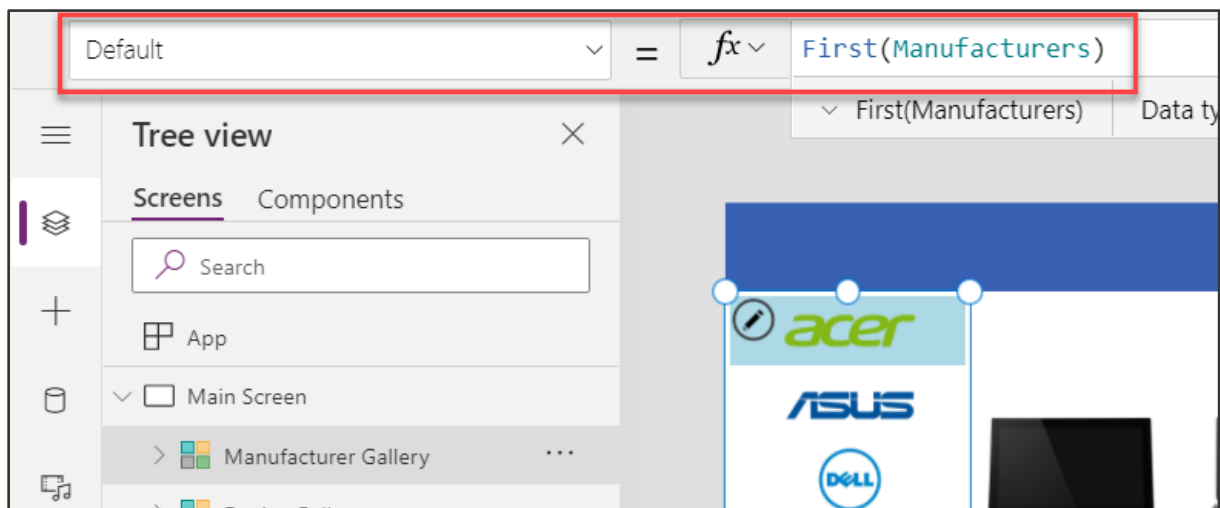 Default = fx First(Manufacturers)
First(Manufacturers) Data ty
Tree view
Screens Components
Search
App
Main Screen
Manufacturer Gallery ...
acer
ASUS
DELL